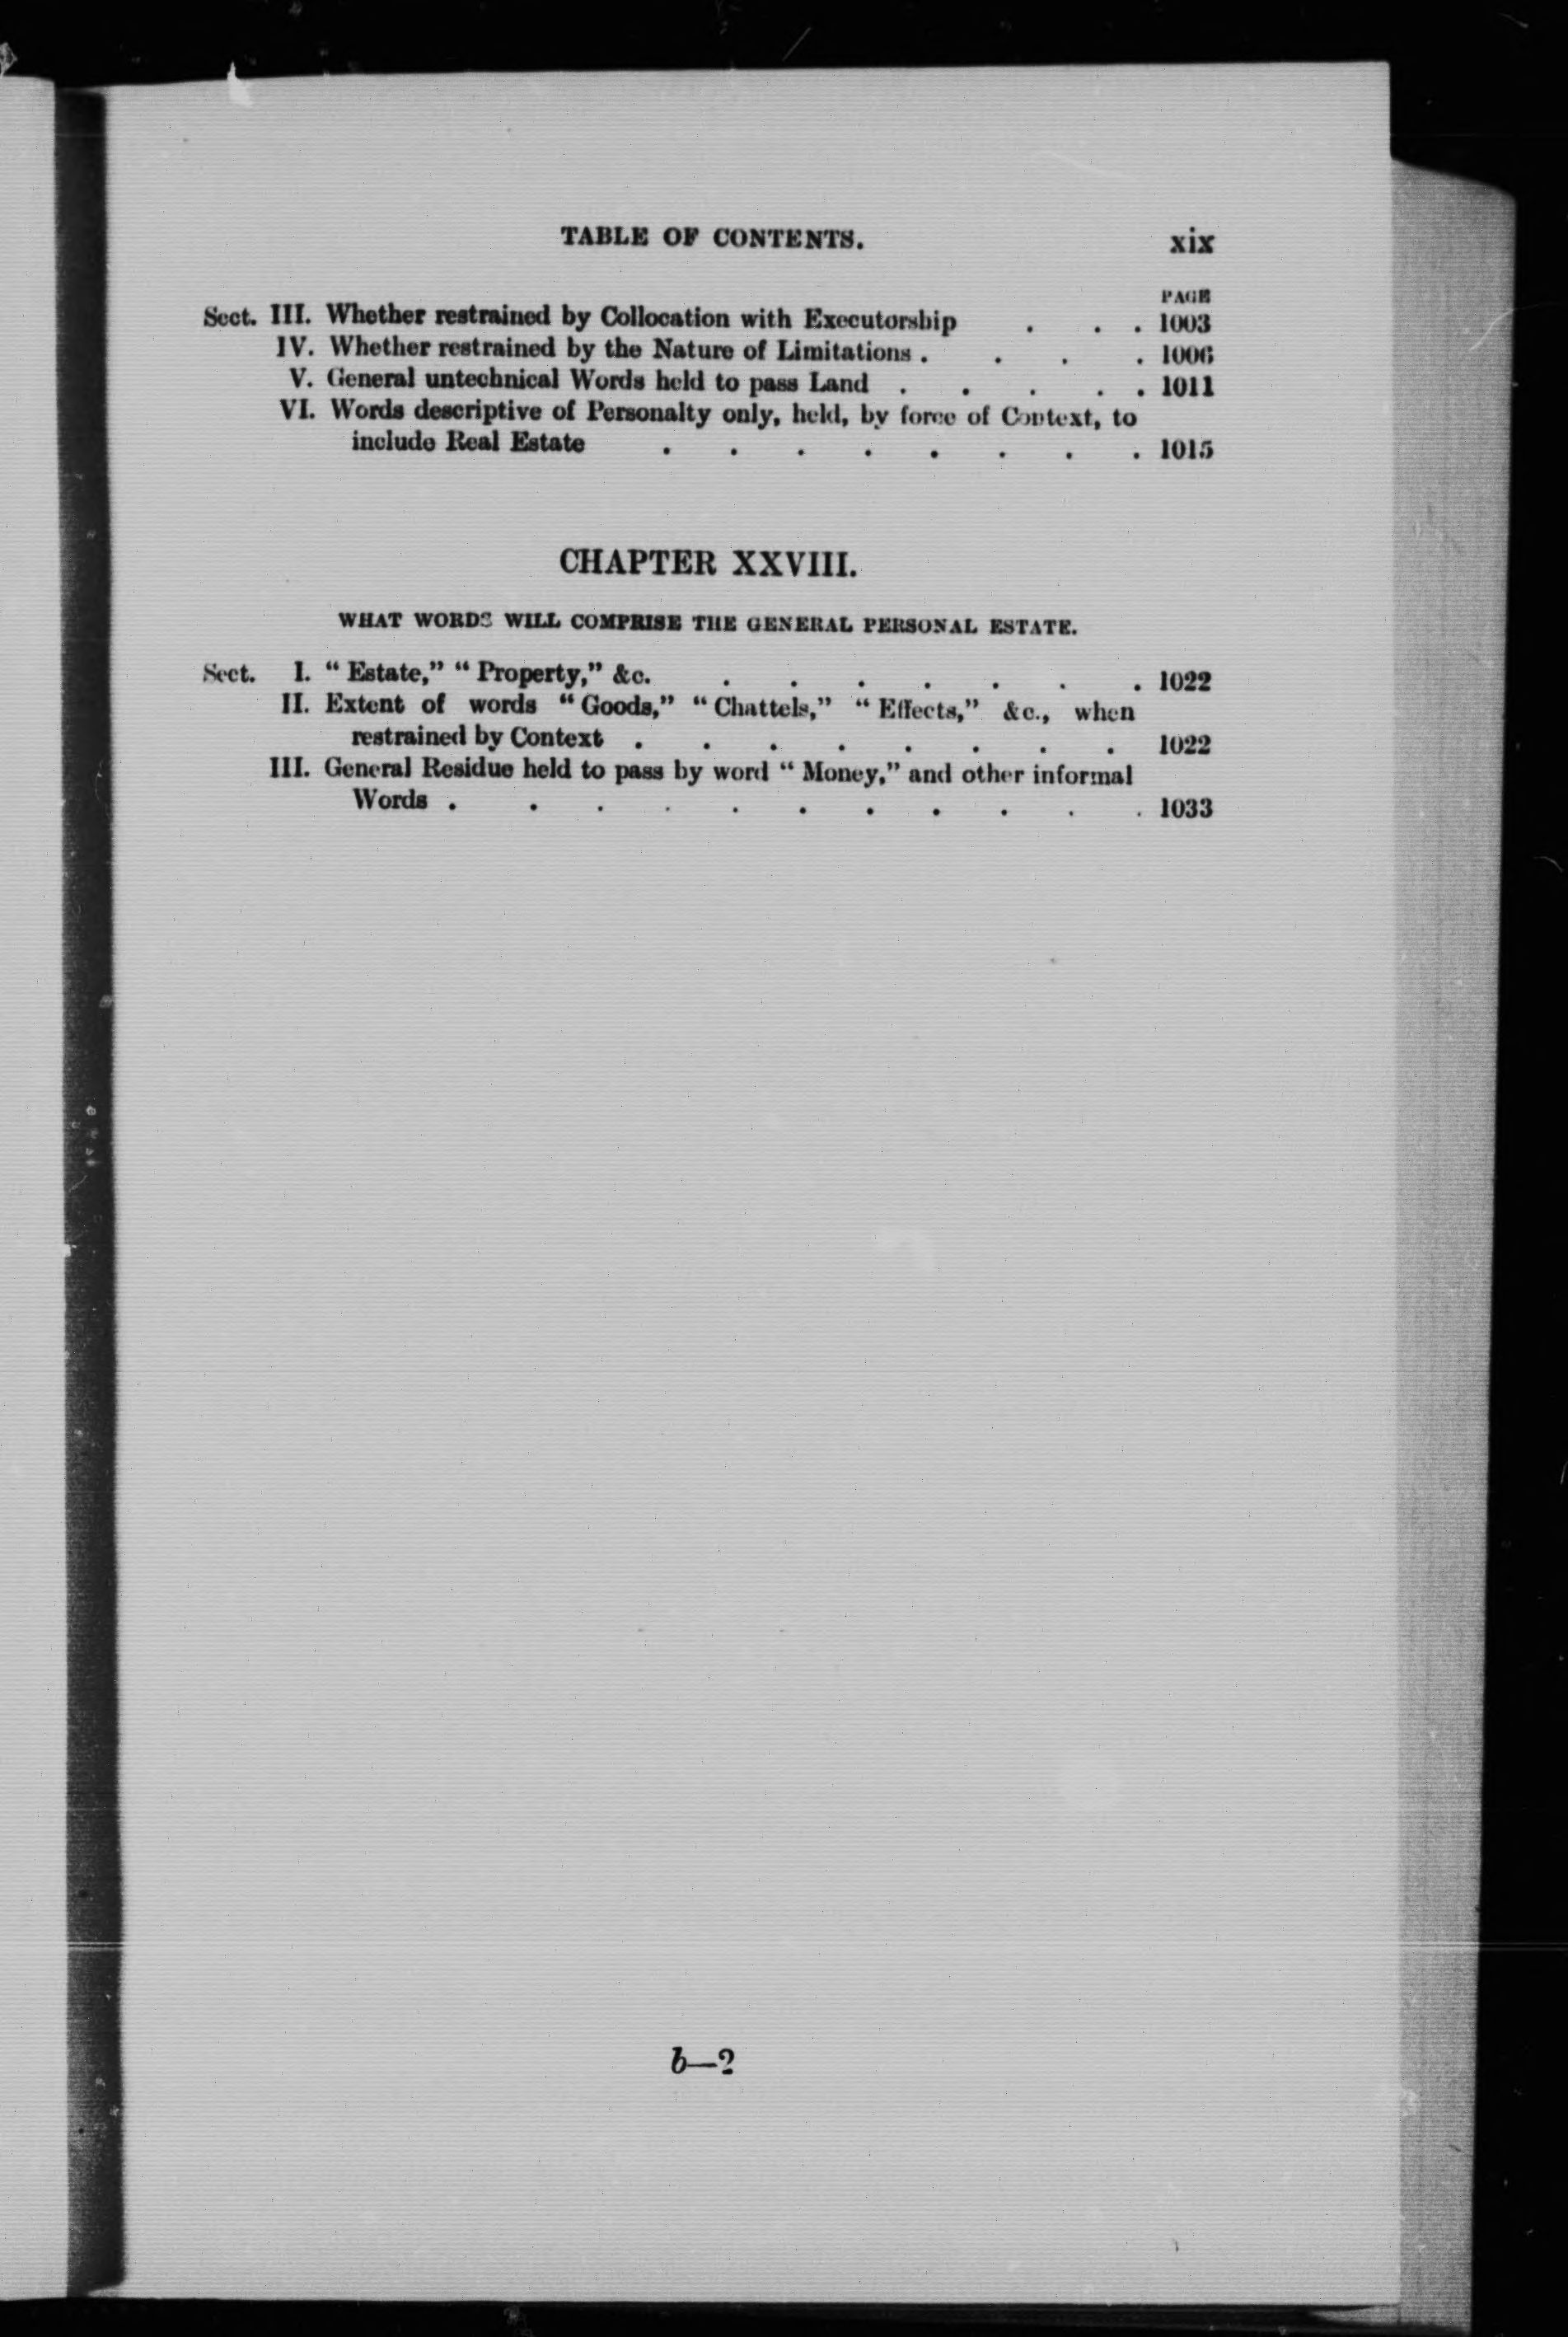 TABLE OF CONTENTS. xix
PAGE
Sect. III. Whether restrained by Collocation with Executorship . . . 1003
IV. Whether restrained by the Nature of Limitations . . . . 1006
V. General untechnical Words held to pass Land . . . . . 1011
VI. Words descriptive of Personalty only, held, by force of Context, to
include Real Estate . . . . . . . . 1015
CHAPTER XXVIII.
WHAT WORDS WILL COMPRISE THE GENERAL PERSONAL ESTATE.
Sect. I. “ Estate,” “ Property,” &c. . . . . . . . 1022
II. Extent of words “ Goods,” “ Chattels,” “ Effects,” &c., when
restrained by Context . . . . . . . . 1022
III. General Residue held to pass by word “ Money,” and other informal
Words . . . . . . . . . . . 1033
b—2